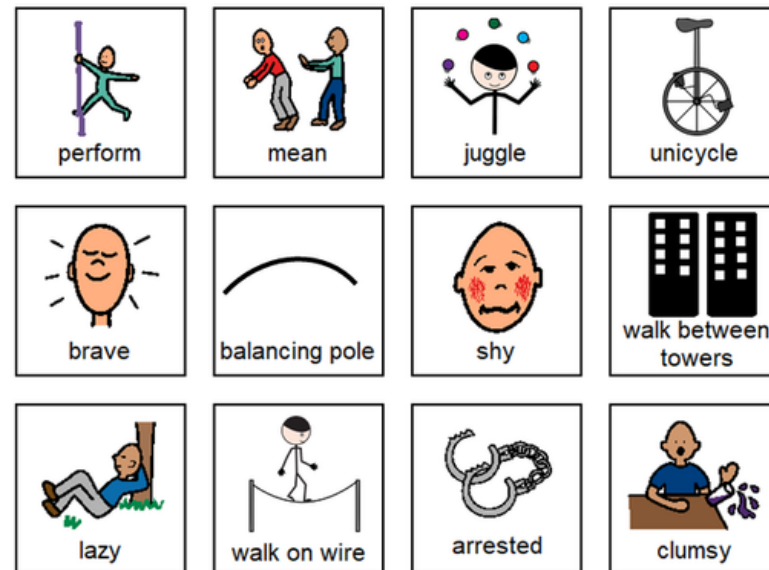 perform
mean
juggle
unicycle
brave
balancing pole
shy
walk between
towers
lazy
walk on wire
arrested
clumsy